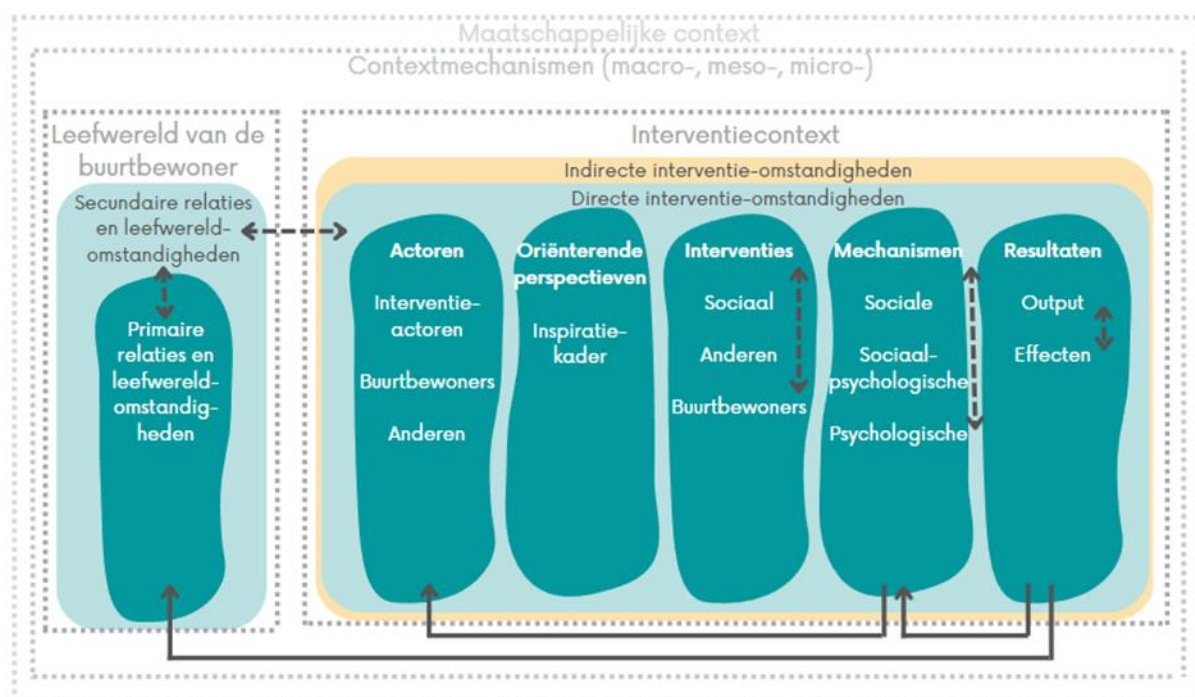 Maatschappelijke context
Contextmechanismen (macro-, meso-, micro-)
Leefwereld van de
buurtbewoner
Secundaire relaties
en leefwereld-
omstandigheden
Primaire
relaties en
leefwereld-
omstandig-
heden
Interventiecontext
Indirecte interventie-omstandigheden
Directe interventie-omstandigheden
Actoren
Interventie-
actoren
Buurtbewoners
Anderen
Oriënterende
perspectieven
Inspiratie-
kader
Interventies
Sociaal
Anderen
Buurtbewoners
Mechanismen
Sociale
Sociaal-
psychologische
Psychologische
Resultaten
Output
Effecten